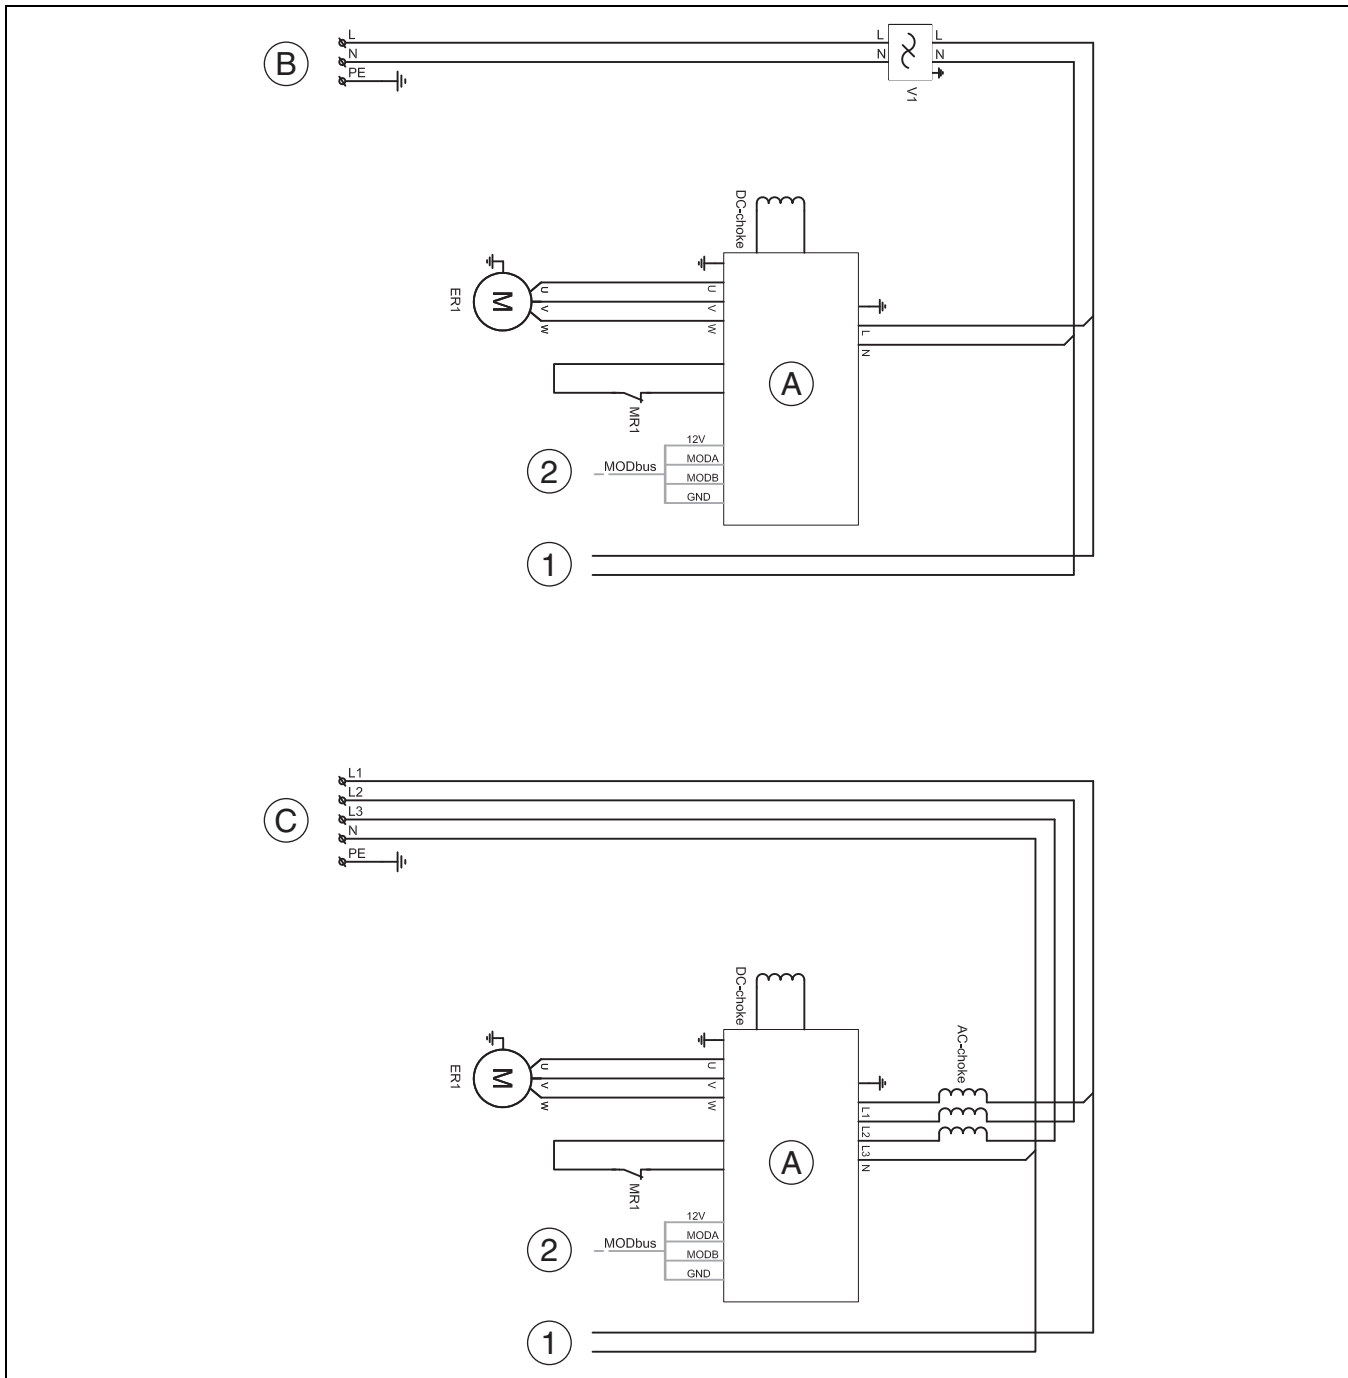 L
N
PE
B
L
N
L
N
V1
DC-choke
ER1
M
U
V
W
U
V
W
L
N
A
MR1
2
MODbus
12V
MODA
MODB
GND
1
L1
L2
L3
N
PE
C
DC-choke
AC-choke
ER1
M
U
V
W
U
V
W
L1
L2
L3
N
A
MR1
2
MODbus
12V
MODA
MODB
GND
1